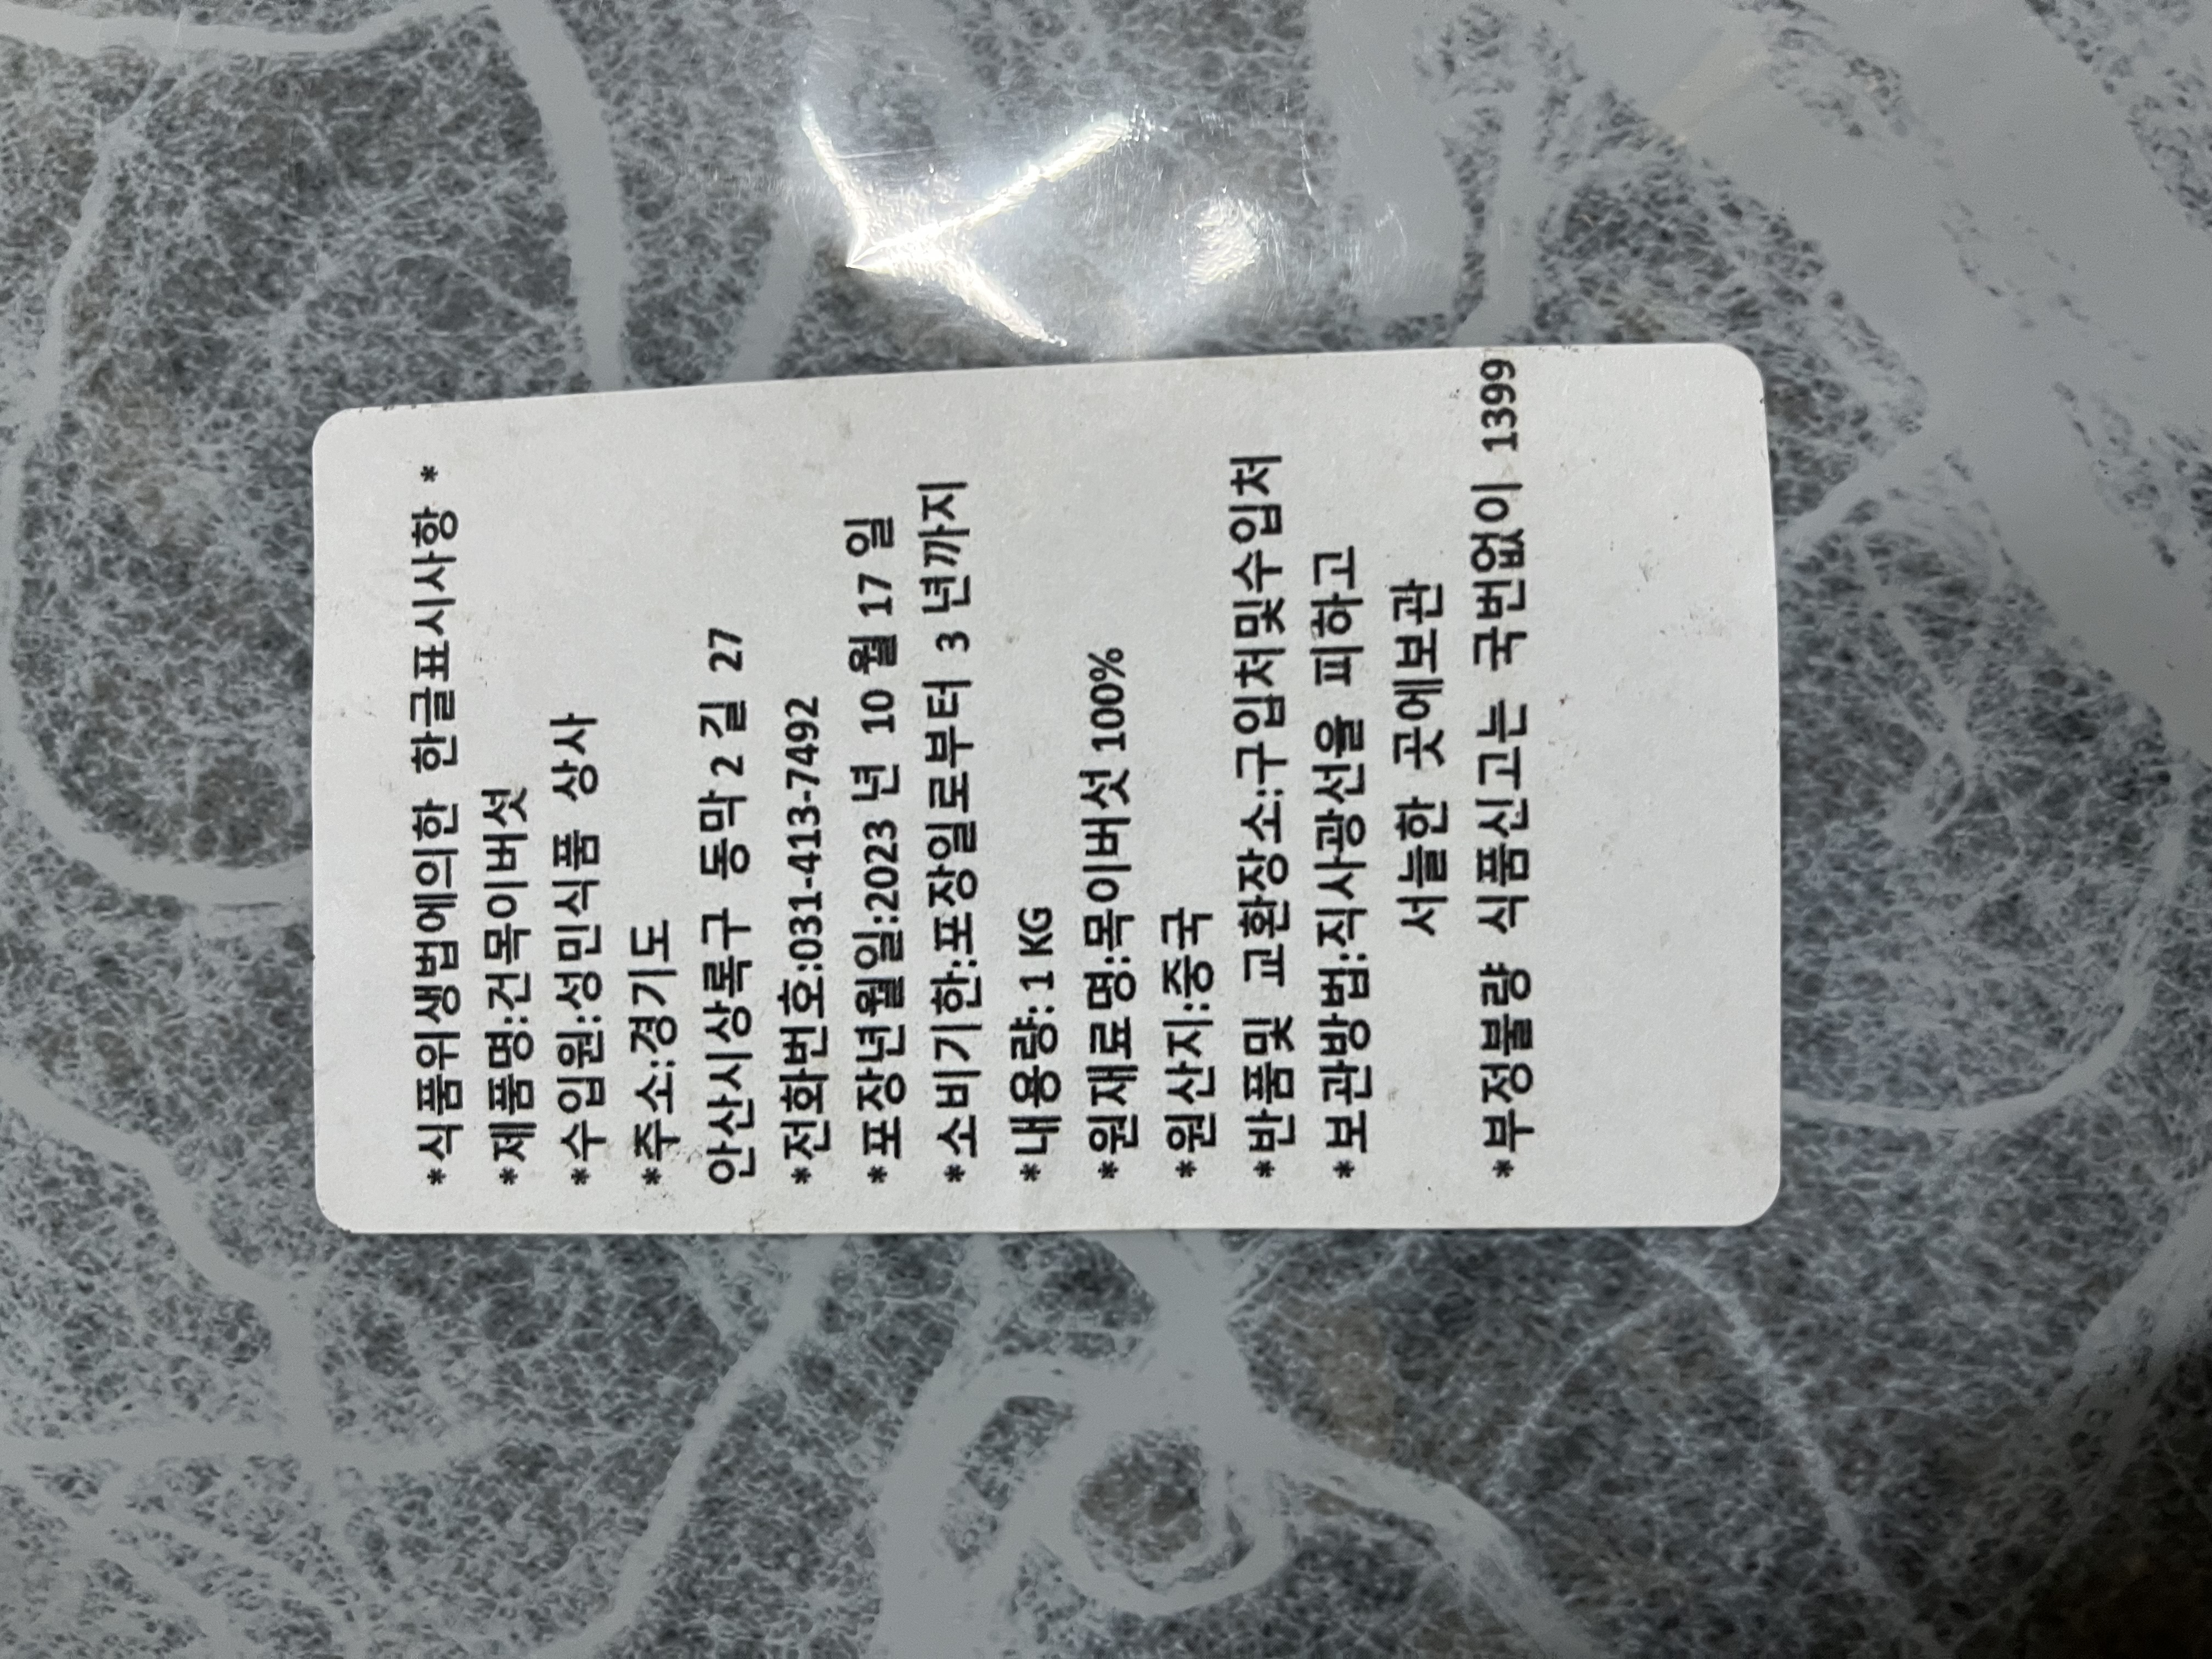 *식품위생법에의한 한글표시사항 *
*제품명:건목이버섯
*수입원:성민식품 상사
*주소:경기도
안산시상록구 동막 2 길 27
*전화번호:031-413-7492
*포장년월일:2023 년 10 월 17 일
*소비기한:포장일로부터 3 년까지
*내용량: 1 KG
*원재료명:목이버섯 100%
*원산지:중국
*반품및 교환장소:구입처및수입처
*보관방법:직사광선을 피하고
서늘한 곳에보관
*부정불량 식품신고는 국번없이 1399